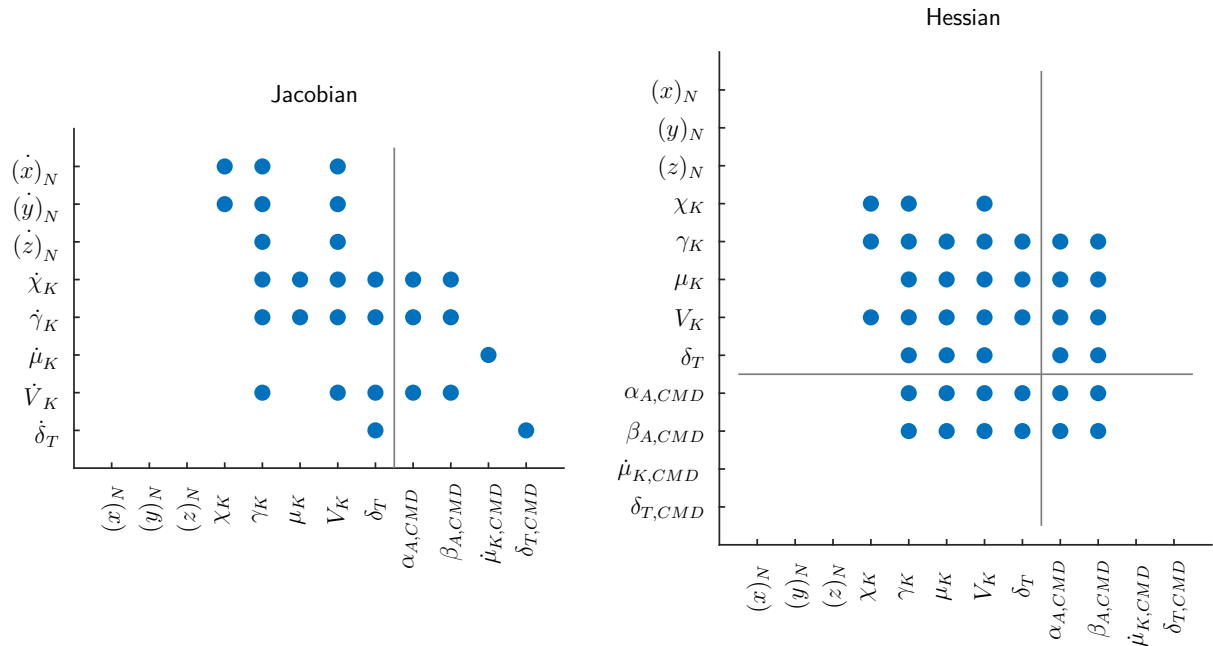 Jacobian
(ẋ)_N
(ẏ)_N
(ż)_N
χ̇_K
γ̇_K
μ̇_K
V̇_K
δ̇_T
(x)_N
(y)_N
(z)_N
χ_K
γ_K
μ_K
V_K
δ_T
α_{A,CMD}
β_{A,CMD}
μ̇_{K,CMD}
δ_{T,CMD}
Hessian
(x)_N
(y)_N
(z)_N
χ_K
γ_K
μ_K
V_K
δ_T
α_{A,CMD}
β_{A,CMD}
μ̇_{K,CMD}
δ_{T,CMD}
(x)_N
(y)_N
(z)_N
χ_K
γ_K
μ_K
V_K
δ_T
α_{A,CMD}
β_{A,CMD}
μ̇_{K,CMD}
δ_{T,CMD}